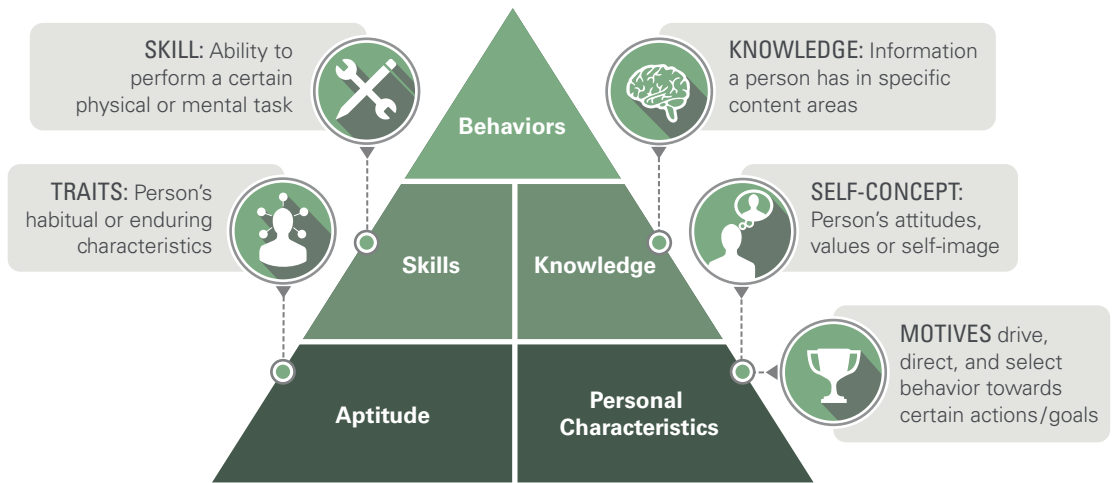 SKILL: Ability to
perform a certain
physical or mental task
KNOWLEDGE: Information
a person has in specific
content areas
Behaviors
TRAITS: Person's
habitual or enduring
characteristics
SELF-CONCEPT:
Person's attitudes,
values or self-image
Skills
Knowledge
MOTIVES drive,
direct, and select
behavior towards
certain actions/goals
Aptitude
Personal
Characteristics